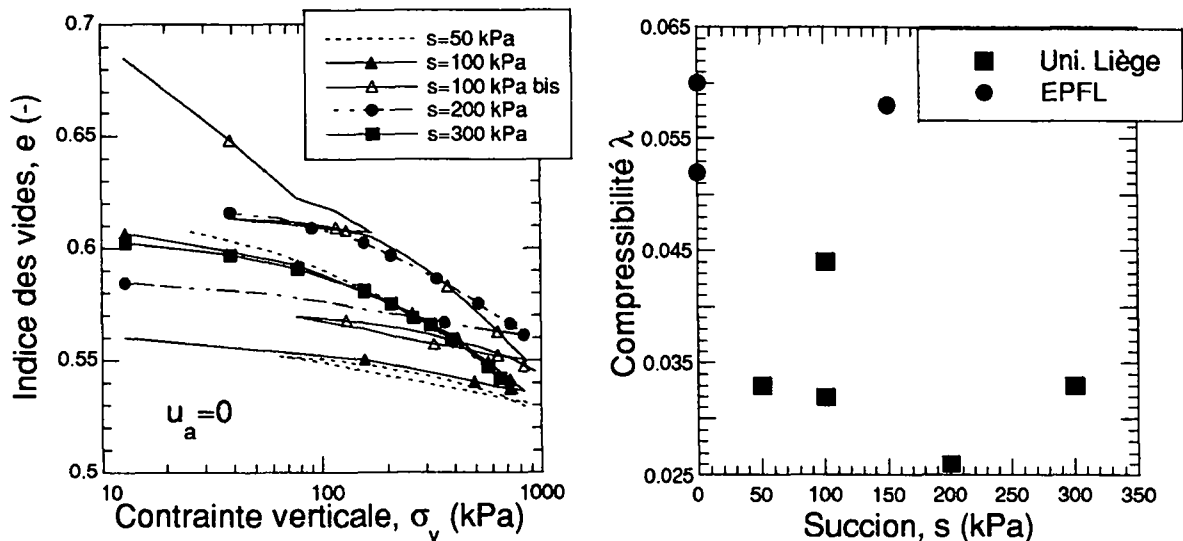 0.7
0.65
0.6
0.55
0.5
Indice des vides, e (-)
s=50 kPa
s=100 kPa
s=100 kPa bis
s=200 kPa
s=300 kPa
u_a=0
10
100
1000
Contrainte verticale, σ_v (kPa)
0.065
0.055
0.045
0.035
0.025
Compressibilité λ
Uni. Liège
EPFL
0
50
100
150
200
250
300
350
Succion, s (kPa)